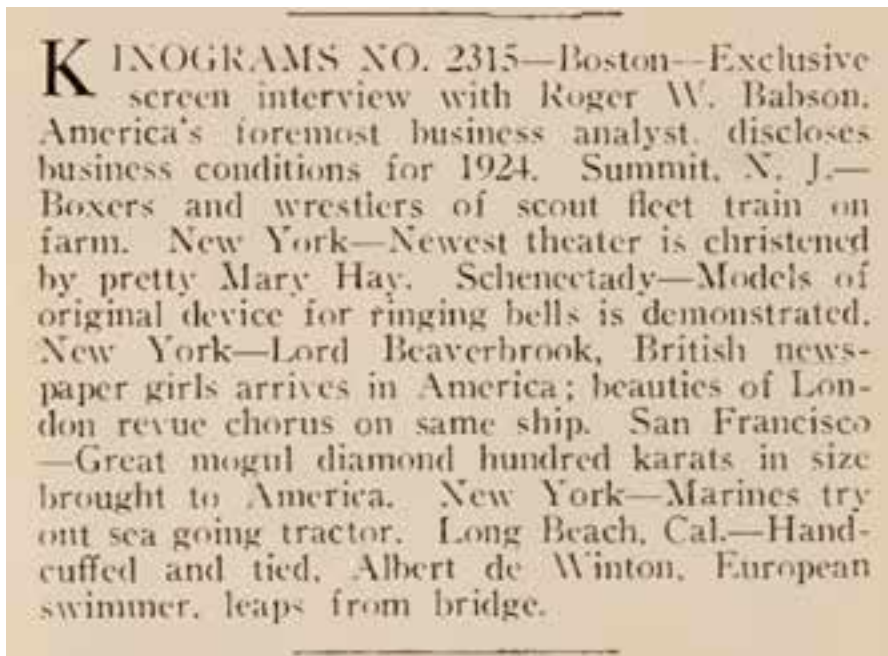 KINOGRAMS NO. 2315—Boston—Exclusive
screen interview with Roger W. Babson,
America's foremost business analyst, discloses
business conditions for 1924. Summit, N. J.—
Boxers and wrestlers of scout fleet train on
farm. New York—Newest theater is christened
by pretty Mary Hay. Schenectady—Models of
original device for ringing bells is demonstrated.
New York—Lord Beaverbrook, British news-
paper girls arrives in America; beauties of Lon-
don revue chorus on same ship. San Francisco
—Great mogul diamond hundred karats in size
brought to America. New York—Marines try
out sea going tractor. Long Beach, Cal.—Hand-
cuffed and tied, Albert de Winton, European
swimmer, leaps from bridge.